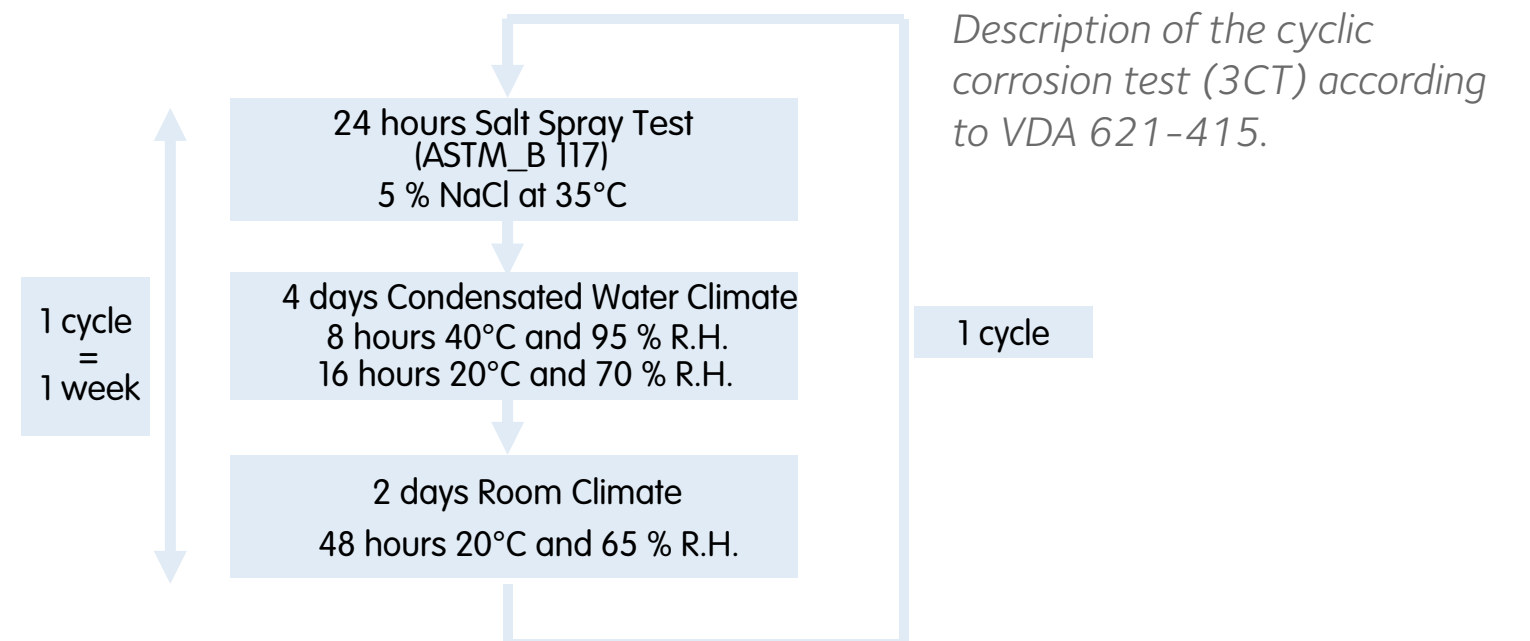 Description of the cyclic
corrosion test (3CT) according
to VDA 621-415.
24 hours Salt Spray Test
(ASTM_B 117)
5 % NaCl at 35°C
4 days Condensated Water Climate
8 hours 40°C and 95 % R.H.
16 hours 20°C and 70 % R.H.
1 cycle
=
1 week
1 cycle
2 days Room Climate
48 hours 20°C and 65 % R.H.